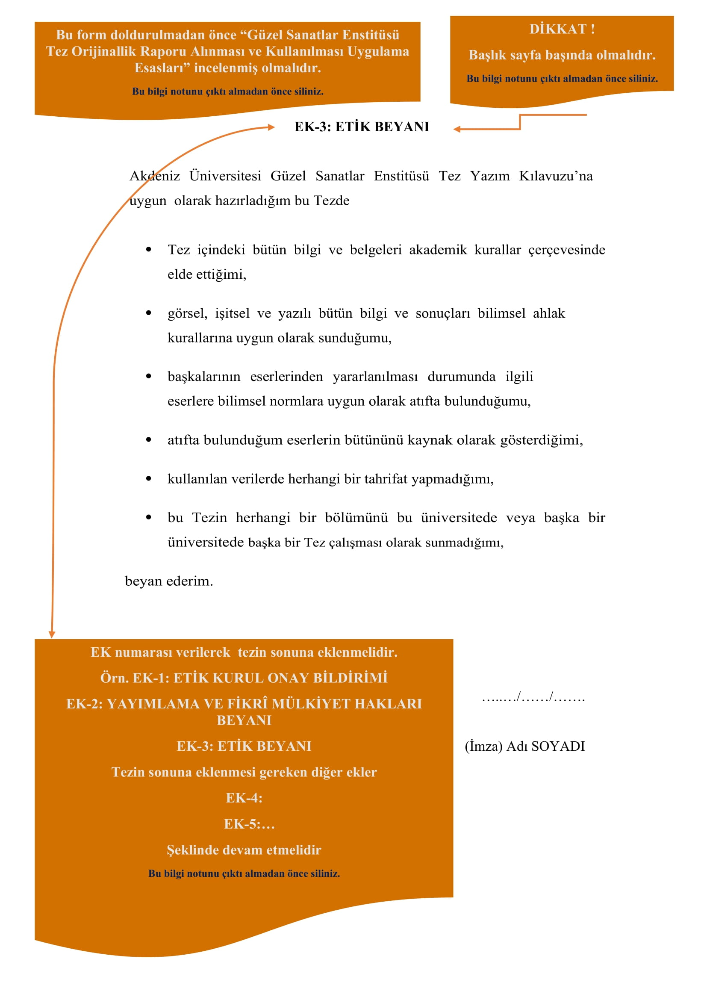 Bu form doldurulmadan önce “Güzel Sanatlar Enstitüsü
Tez Orijinallik Raporu Alınması ve Kullanılması Uygulama
Esasları” incelenmiş olmalıdır.
Bu bilgi notunu çıktı almadan önce siliniz.
DİKKAT !
Başlık sayfa başında olmalıdır.
Bu bilgi notunu çıktı almadan önce siliniz.
EK-3: ETİK BEYANI
Akdeniz Üniversitesi Güzel Sanatlar Enstitüsü Tez Yazım Kılavuzu’na
uygun olarak hazırladığım bu Tezde
• Tez içindeki bütün bilgi ve belgeleri akademik kurallar çerçevesinde
elde ettiğimi,
• görsel, işitsel ve yazılı bütün bilgi ve sonuçları bilimsel ahlak
kurallarına uygun olarak sunduğumu,
• başkalarının eserlerinden yararlanılması durumunda ilgili
eserlere bilimsel normlara uygun olarak atıfta bulunduğumu,
• atıfta bulunduğum eserlerin bütününü kaynak olarak gösterdiğimi,
• kullanılan verilerde herhangi bir tahrifat yapmadığımı,
• bu Tezin herhangi bir bölümünü bu üniversitede veya başka bir
üniversitede başka bir Tez çalışması olarak sunmadığımı,
beyan ederim.
EK numarası verilerek tezin sonuna eklenmelidir.
Örn. EK-1: ETİK KURUL ONAY BİLDİRİMİ
EK-2: YAYIMLAMA VE FİKRÎ MÜLKİYET HAKLARI
BEYANI
EK-3: ETİK BEYANI
Tezin sonuna eklenmesi gereken diğer ekler
EK-4:
EK-5:…
Şeklinde devam etmelidir
Bu bilgi notunu çıktı almadan önce siliniz.
…..…/……/…….
(İmza) Adı SOYADI